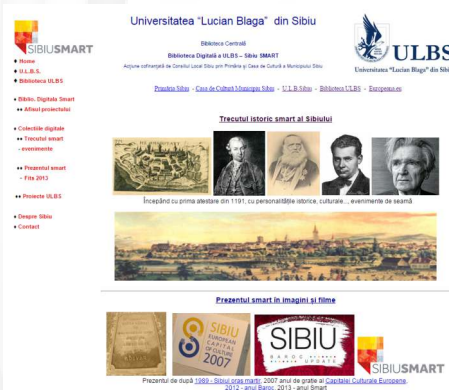 Universitatea "Lucian Blaga" din Sibiu
Biblioteca Centrală
Biblioteca Digitală a ULBS – Sibiu SMART
Acțiune cofinanțată de Consiliul Local Sibiu prin Primăria și Casa de Cultură a Municipiului Sibiu
SIBIUSMART
ULBS
Universitatea "Lucian Blaga" din Sib
Primăria Sibiu - Casa de Cultură Municipiu Sibiu - U.L.B.Sibiu - Biblioteca ULBS - Europeana.eu
Home
U.L.B.S.
Biblioteca ULBS
Biblio. Digitala Smart
Afisul proiectului
Colectiile digitale
Trecutul smart
- evenimente
Prezentul smart
- Fits 2013
Proiecte ULBS
Despre Sibiu
Contact
Trecutul istoric smart al Sibiului
Începând cu prima atestare din 1191, cu personalitățile istorice, culturale..., evenimente de seamă
Prezentul smart în imagini și filme
SIBIU
EUROPEAN
CAPITAL
OF CULTURE
2007
SIBIU
BAROC
UPDATE
SIBIUSMART
Prezentul de după 1989 - Sibiul oraș martir, 2007 anul de grație al Capitalei Culturale Europene,
2012 - anul Baroc, 2013 - anul Smart